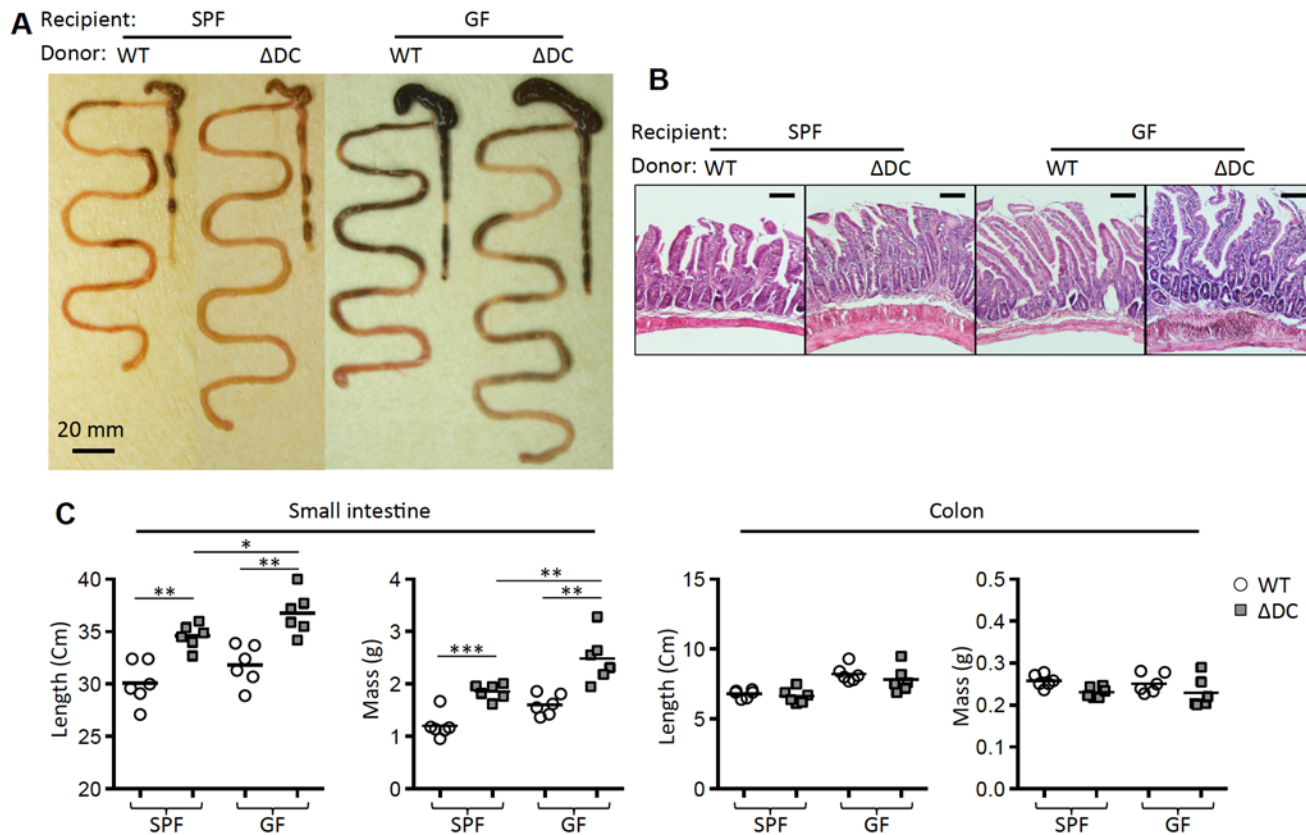 A
Recipient: SPF GF
Donor: WT ΔDC WT ΔDC
20 mm
B
Recipient: SPF GF
Donor: WT ΔDC WT ΔDC
C
Small intestine
Colon
Length (Cm)
40
35
30
25
20
** * **
SPF GF
Mass (g)
4
3
2
1
0
*** ** **
SPF GF
Length (Cm)
15
10
5
0
SPF GF
Mass (g)
0.5
0.4
0.3
0.2
0.1
0
SPF GF
WT
ΔDC